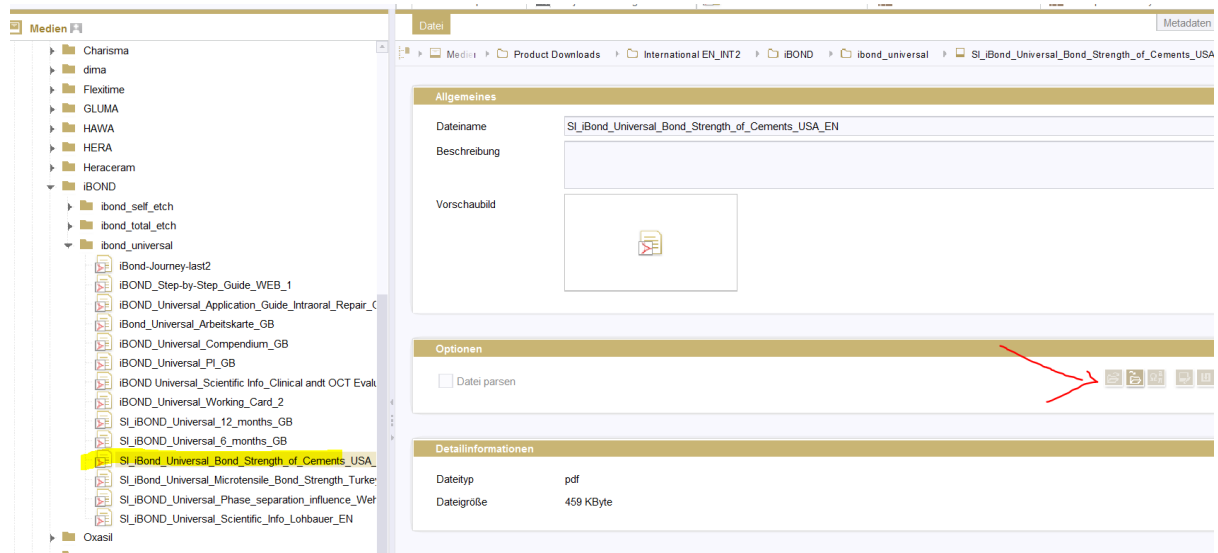 Medien
Charisma
dima
Flexitime
GLUMA
HAWA
HERA
Heraceram
iBOND
ibond_self_etch
ibond_total_etch
ibond_universal
iBond-Journey-last2
iBOND_Step-by-Step_Guide_WEB_1
iBOND_Universal_Application_Guide_Intraoral_Repair_
iBond_Universal_Arbeitskarte_GB
iBOND_Universal_Compendium_GB
iBOND_Universal_PI_GB
iBOND Universal_Scientific Info_Clinical andt OCT Evalu
iBond_Universal_Working_Card_2
SI_iBOND_Universal_12_months_GB
SI_iBOND_Universal_6_months_GB
SI_iBond_Universal_Bond_Strength_of_Cements_USA_
SI_iBond_Universal_Microtensile_Bond_Strength_Turke
SI_iBOND_Universal_Phase_separation_influence_Weh
SI_iBOND_Universal_Scientific_Info_Lohbauer_EN
Oxasil
Datei
Metadaten
Medien Product Downloads International EN_INT2 iBOND ibond_universal SI_iBond_Universal_Bond_Strength_of_Cements_USA
Allgemeines
Dateiname SI_iBond_Universal_Bond_Strength_of_Cements_USA_EN
Beschreibung
Vorschaubild
Optionen
Datei parsen
Detailinformationen
Dateityp pdf
Dateigröße 459 KByte